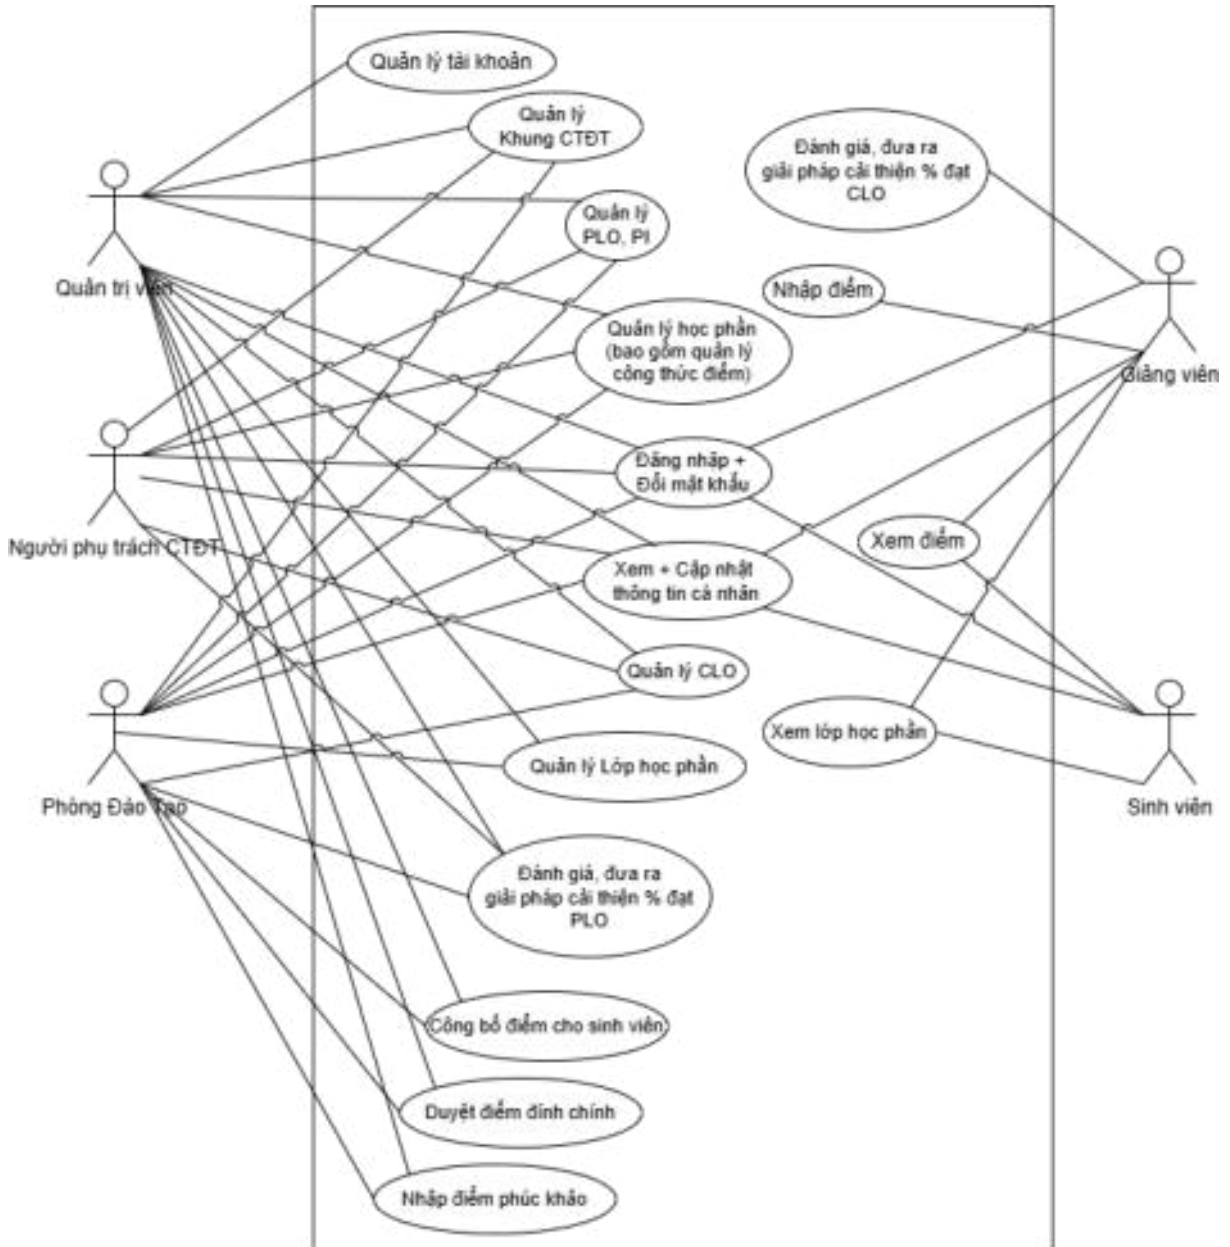 Quản lý tài khoản
Quản lý
Khung CTĐT
Đánh giá, đưa ra
giải pháp cải thiện % đạt
CLO
Quản lý
PLO, PI
Quản trị viên
Nhập điểm
Quản lý học phần
(bao gồm quản lý
công thức điểm)
Giảng viên
Đăng nhập +
Đổi mật khẩu
Người phụ trách CTĐT
Xem điểm
Xem + Cập nhật
thông tin cá nhân
Quản lý CLO
Xem lớp học phần
Quản lý Lớp học phần
Phòng Đào Tạo
Sinh viên
Đánh giá, đưa ra
giải pháp cải thiện % đạt
PLO
Công bố điểm cho sinh viên
Duyệt điểm đính chính
Nhập điểm phúc khảo